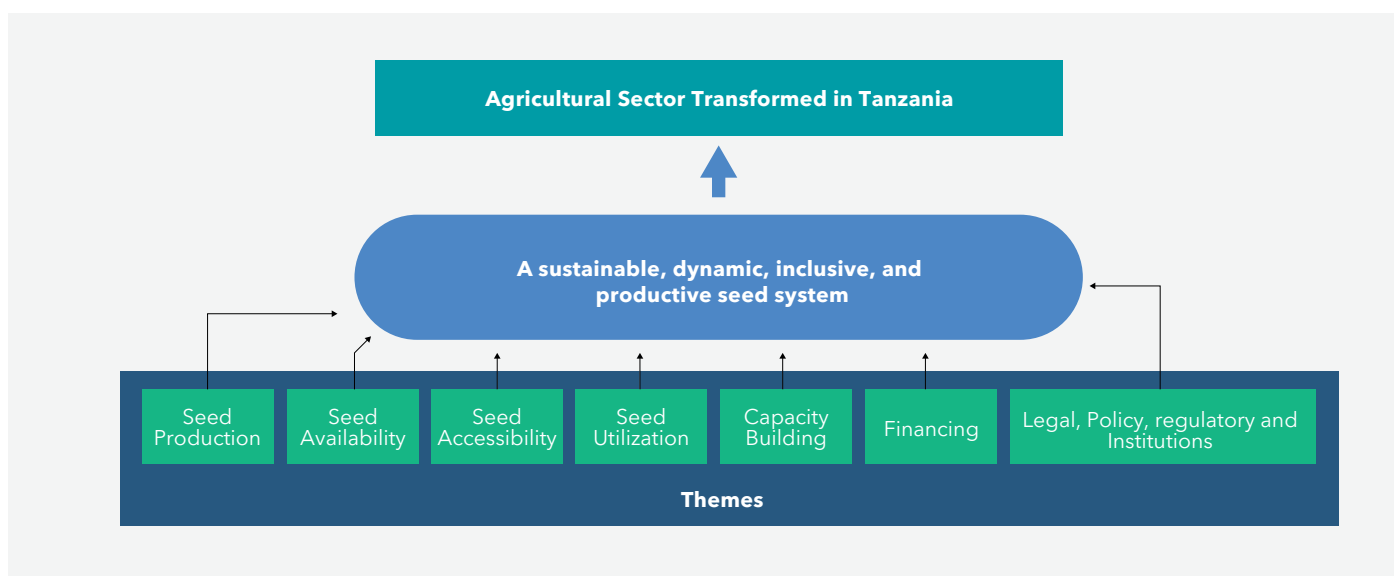 Agricultural Sector Transformed in Tanzania
A sustainable, dynamic, inclusive, and
productive seed system
Seed
Production
Seed
Availability
Seed
Accessibility
Seed
Utilization
Capacity
Building
Financing
Legal, Policy, regulatory and
Institutions
Themes